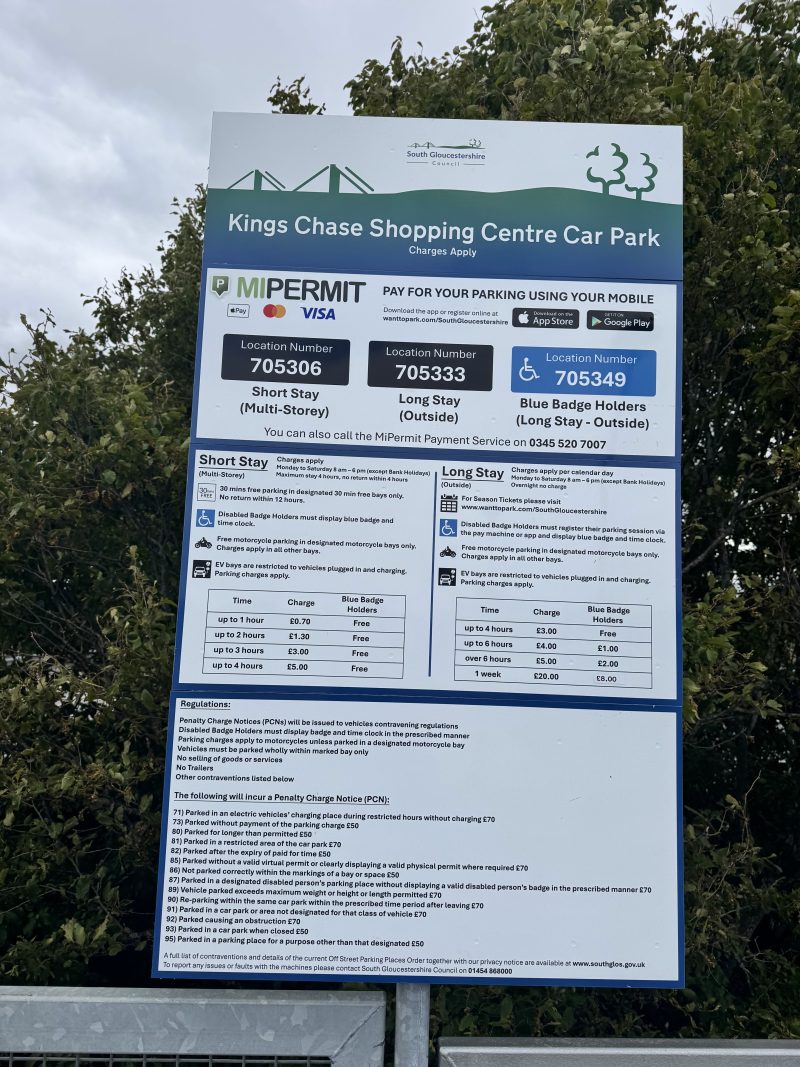 South Gloucestershire
Council
Kings Chase Shopping Centre Car Park
Charges Apply
P MIPERMIT
Pay VISA
PAY FOR YOUR PARKING USING YOUR MOBILE
Download the app or register online at
wanttopark.com/SouthGloucestershire
Download on the
App Store
GET IT ON
Google Play
Location Number
705306
Short Stay
(Multi-Storey)
Location Number
705333
Long Stay
(Outside)
Location Number
705349
Blue Badge Holders
(Long Stay - Outside)
You can also call the MiPermit Payment Service on 0345 520 7007
Short Stay
(Multi-Storey)
Charges apply
Monday to Saturday 8 am – 6 pm (except Bank Holidays)
Maximum stay 4 hours, no return within 4 hours
30min
FREE
30 mins free parking in designated 30 min free bays only.
No return within 12 hours.
Disabled Badge Holders must display blue badge and
time clock.
Free motorcycle parking in designated motorcycle bays only.
Charges apply in all other bays.
EV bays are restricted to vehicles plugged in and charging.
Parking charges apply.
Time Charge Blue Badge Holders
up to 1 hour £0.70 Free
up to 2 hours £1.30 Free
up to 3 hours £3.00 Free
up to 4 hours £5.00 Free
Long Stay
(Outside)
Charges apply per calendar day
Monday to Saturday 8 am – 6 pm (except Bank Holidays)
Overnight no charge
For Season Tickets please visit
www.wanttopark.com/SouthGloucestershire
Disabled Badge Holders must register their parking session via
the pay machine or app and display blue badge and time clock.
Free motorcycle parking in designated motorcycle bays only.
Charges apply in all other bays.
EV bays are restricted to vehicles plugged in and charging.
Parking charges apply.
Time Charge Blue Badge Holders
up to 4 hours £3.00 Free
up to 6 hours £4.00 £1.00
over 6 hours £5.00 £2.00
1 week £20.00 £8.00
Regulations:
Penalty Charge Notices (PCNs) will be issued to vehicles contravening regulations
Disabled Badge Holders must display badge and time clock in the prescribed manner
Parking charges apply to motorcycles unless parked in a designated motorcycle bay
Vehicles must be parked wholly within marked bay only
No selling of goods or services
No Trailers
Other contraventions listed below
The following will incur a Penalty Charge Notice (PCN):
71) Parked in an electric vehicles' charging place during restricted hours without charging £70
73) Parked without payment of the parking charge £50
80) Parked for longer than permitted £50
81) Parked in a restricted area of the car park £70
82) Parked after the expiry of paid for time £50
85) Parked without a valid virtual permit or clearly displaying a valid physical permit where required £70
86) Not parked correctly within the markings of a bay or space £50
87) Parked in a designated disabled person's parking place without displaying a valid disabled person's badge in the prescribed manner £70
89) Vehicle parked exceeds maximum weight or height or length permitted £70
90) Re-parking within the same car park within the prescribed time period after leaving £70
91) Parked in a car park or area not designated for that class of vehicle £70
92) Parked causing an obstruction £70
93) Parked in a car park when closed £50
95) Parked in a parking place for a purpose other than that designated £50
A full list of contraventions and details of the current Off Street Parking Places Order together with our privacy notice are available at www.southglos.gov.uk
To report any issues or faults with the machines please contact South Gloucestershire Council on 01454 868000